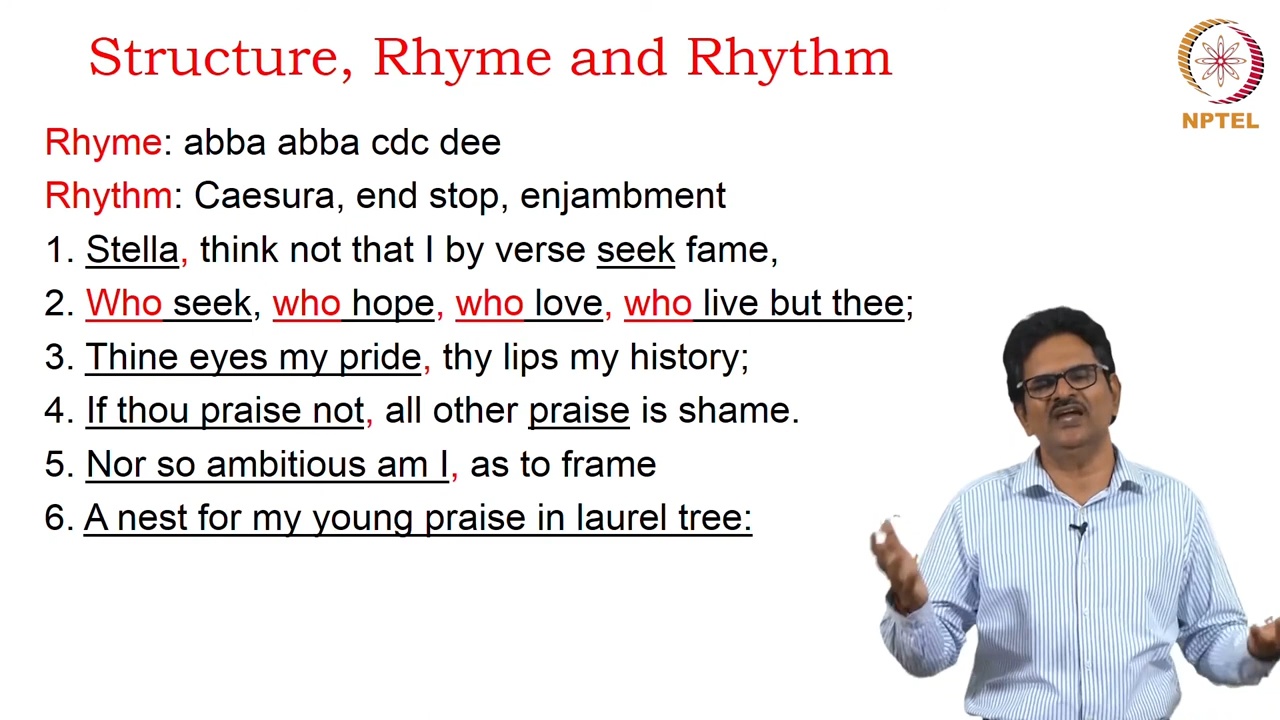 Structure, Rhyme and Rhythm
NPTEL
Rhyme: abba abba cdc dee
Rhythm: Caesura, end stop, enjambment
1. Stella, think not that I by verse seek fame,
2. Who seek, who hope, who love, who live but thee;
3. Thine eyes my pride, thy lips my history;
4. If thou praise not, all other praise is shame.
5. Nor so ambitious am I, as to frame
6. A nest for my young praise in laurel tree: